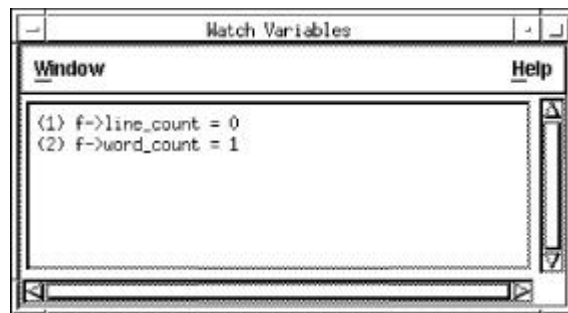 Watch Variables
Window Help
(1) f->line_count = 0
(2) f->word_count = 1